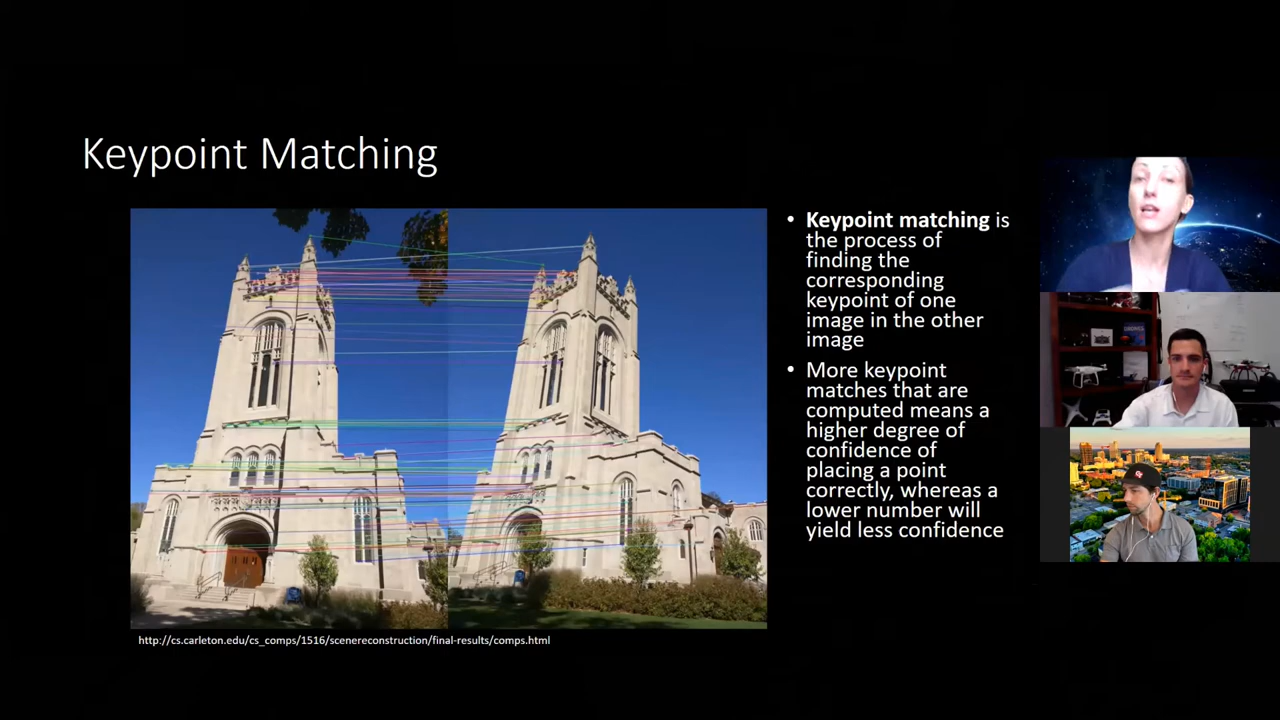 Keypoint Matching
• Keypoint matching is
the process of
finding the
corresponding
keypoint of one
image in the other
image
• More keypoint
matches that are
computed means a
higher degree of
confidence of
placing a point
correctly, whereas a
lower number will
yield less confidence
http://cs.carleton.edu/cs_comps/1516/scenereconstruction/final-results/comps.html